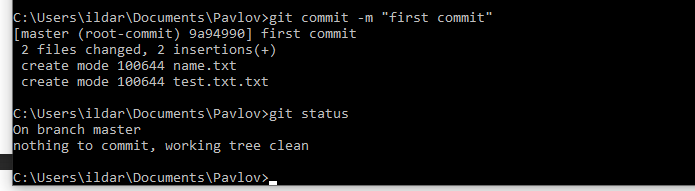 C:\Users\ildar\Documents\Pavlov>git commit -m "first commit"
[master (root-commit) 9a94990] first commit
 2 files changed, 2 insertions(+)
 create mode 100644 name.txt
 create mode 100644 test.txt.txt
C:\Users\ildar\Documents\Pavlov>git status
On branch master
nothing to commit, working tree clean
C:\Users\ildar\Documents\Pavlov>